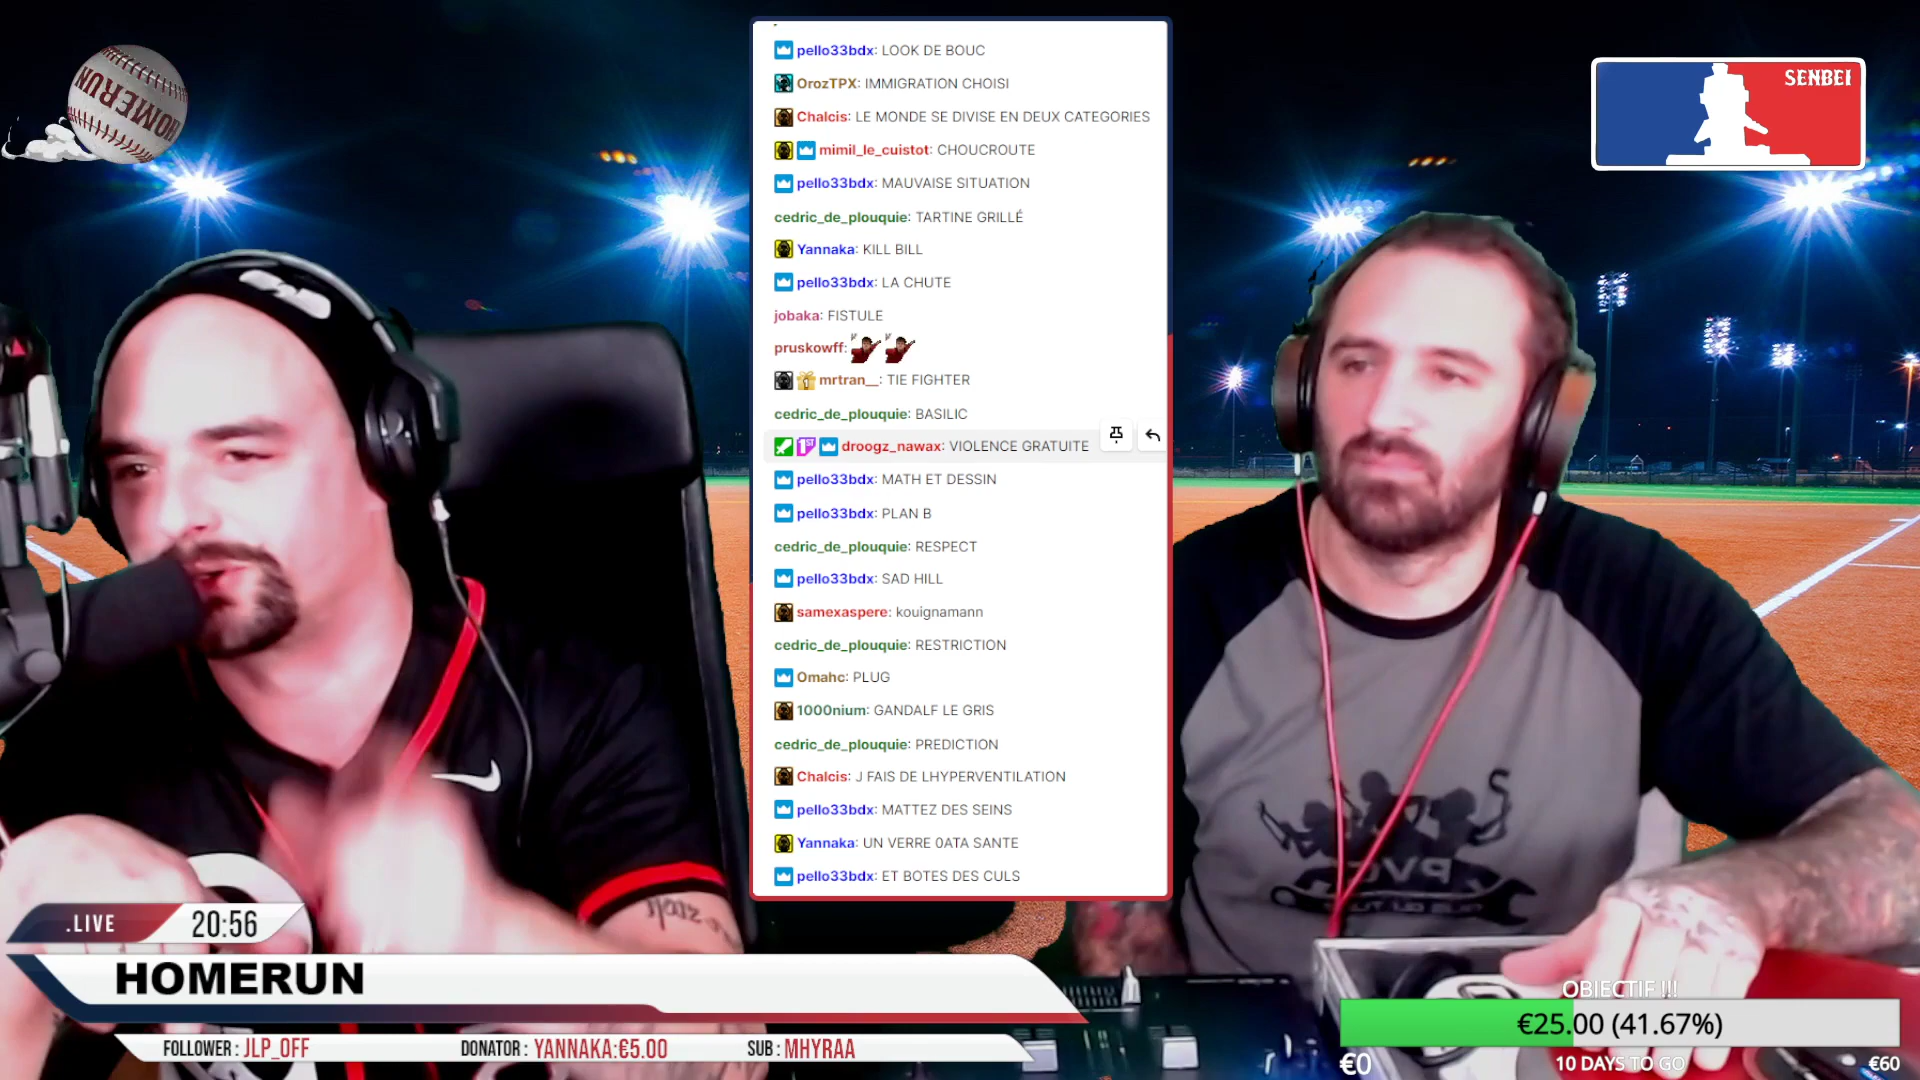 HOMERUN
SENBEI
pello33bdx: LOOK DE BOUC
OrozTPX: IMMIGRATION CHOISI
Chalcis: LE MONDE SE DIVISE EN DEUX CATEGORIES
mimil_le_cuistot: CHOUCROUTE
pello33bdx: MAUVAISE SITUATION
cedric_de_plouquie: TARTINE GRILLÉ
Yannaka: KILL BILL
pello33bdx: LA CHUTE
jobaka: FISTULE
pruskowff:
mrtran__: TIE FIGHTER
cedric_de_plouquie: BASILIC
1ST droogz_nawax: VIOLENCE GRATUITE
pello33bdx: MATH ET DESSIN
pello33bdx: PLAN B
cedric_de_plouquie: RESPECT
pello33bdx: SAD HILL
samexaspere: kouignamann
cedric_de_plouquie: RESTRICTION
Omahc: PLUG
1000nium: GANDALF LE GRIS
cedric_de_plouquie: PREDICTION
Chalcis: J FAIS DE LHYPERVENTILATION
pello33bdx: MATTEZ DES SEINS
Yannaka: UN VERRE 0ATA SANTE
pello33bdx: ET BOTES DES CULS
.LIVE 20:56
HOMERUN
FOLLOWER : JLP_OFF DONATOR : YANNAKA:€5.00 SUB : MHYRAA
OBJECTIF !!!
€25.00 (41.67%)
€0 10 DAYS TO GO €60